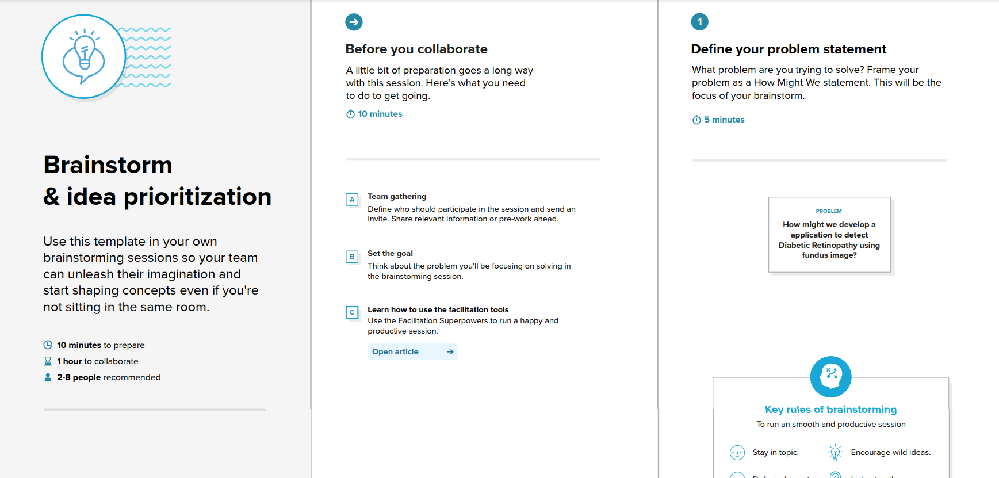 Brainstorm
& idea prioritization
Use this template in your own
brainstorming sessions so your team
can unleash their imagination and
start shaping concepts even if you're
not sitting in the same room.
10 minutes to prepare
1 hour to collaborate
2-8 people recommended
Before you collaborate
A little bit of preparation goes a long way
with this session. Here’s what you need
to do to get going.
10 minutes
A
Team gathering
Define who should participate in the session and send an
invite. Share relevant information or pre-work ahead.
B
Set the goal
Think about the problem you'll be focusing on solving in
the brainstorming session.
C
Learn how to use the facilitation tools
Use the Facilitation Superpowers to run a happy and
productive session.
Open article
1
Define your problem statement
What problem are you trying to solve? Frame your
problem as a How Might We statement. This will be the
focus of your brainstorm.
5 minutes
PROBLEM
How might we develop a
application to detect
Diabetic Retinopathy using
fundus image?
Key rules of brainstorming
To run an smooth and productive session
Stay in topic.
Encourage wild ideas.